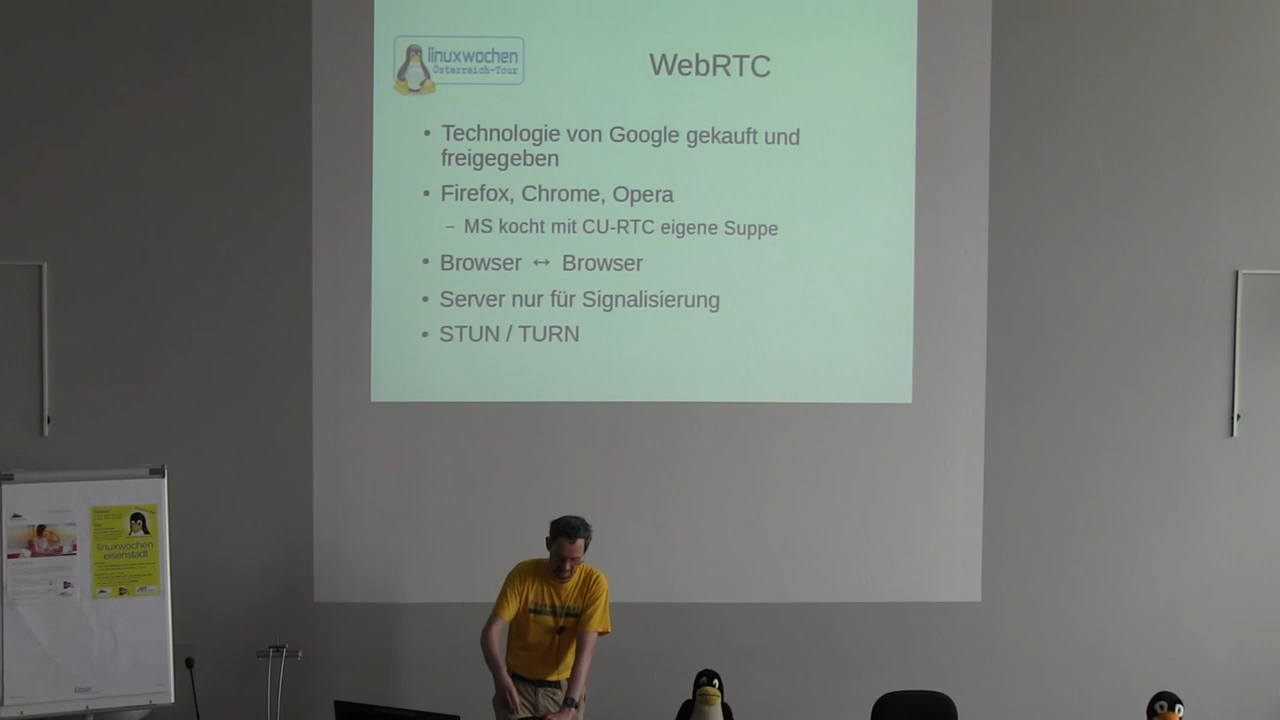 linuxwochen
Österreich-Tour
WebRTC
• Technologie von Google gekauft und
freigegeben
• Firefox, Chrome, Opera
– MS kocht mit CU-RTC eigene Suppe
• Browser ↔ Browser
• Server nur für Signalisierung
• STUN / TURN
linuxwochen
eisenstadt